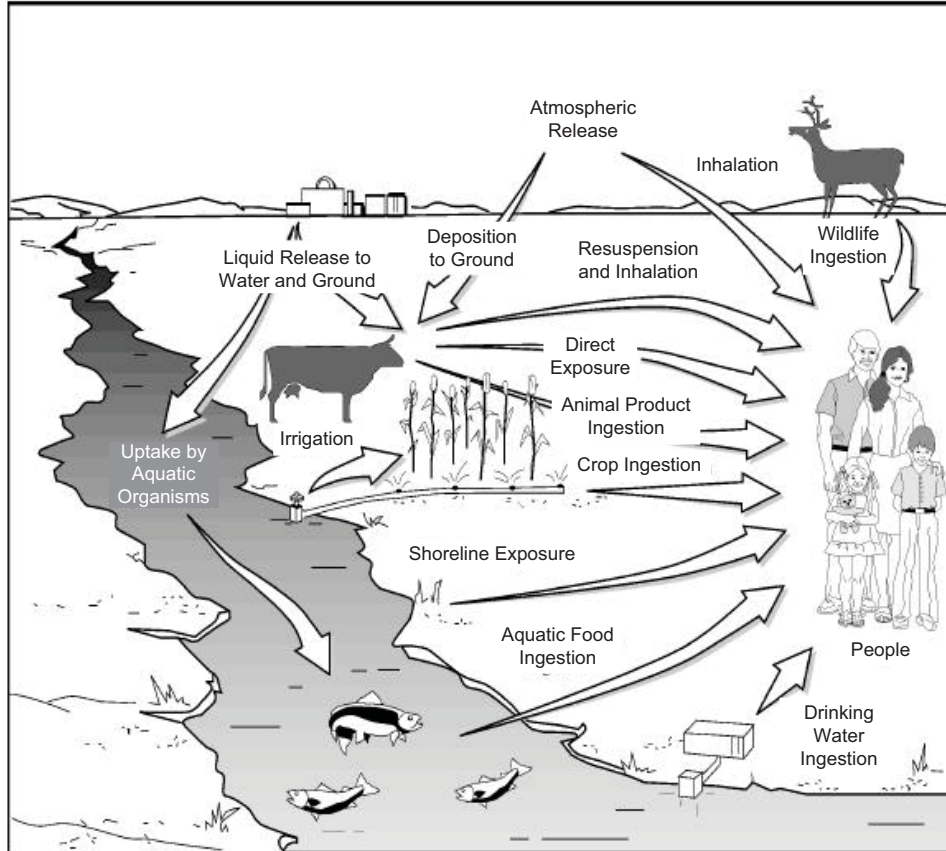 Atmospheric
Release
Inhalation
Wildlife
Ingestion
Deposition
to Ground
Liquid Release to
Water and Ground
Resuspension
and Inhalation
Direct
Exposure
Animal Product
Ingestion
Irrigation
Crop Ingestion
Uptake by
Aquatic
Organisms
Shoreline Exposure
Aquatic Food
Ingestion
People
Drinking
Water
Ingestion